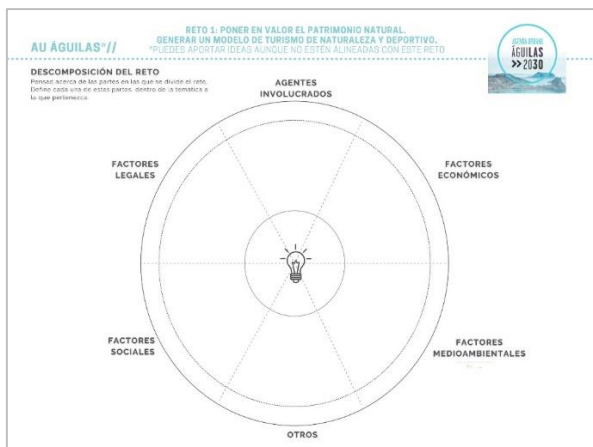 AU ÁGUILAS°//
RETO 1: PONER EN VALOR EL PATRIMONIO NATURAL.
GENERAR UN MODELO DE TURISMO DE NATURALEZA Y DEPORTIVO.
*PUEDES APORTAR IDEAS AUNQUE NO ESTÉN ALINEADAS CON ESTE RETO
AGENDA URBANA
ÁGUILAS
>>2030
DESCOMPOSICIÓN DEL RETO
Pensad acerca de las partes en las que se divide el reto.
Define cada una de estas partes, dentro de la temática a
la que pertenezca.
AGENTES
INVOLUCRADOS
FACTORES
LEGALES
FACTORES
ECONÓMICOS
FACTORES
SOCIALES
FACTORES
MEDIOAMBIENTALES
OTROS